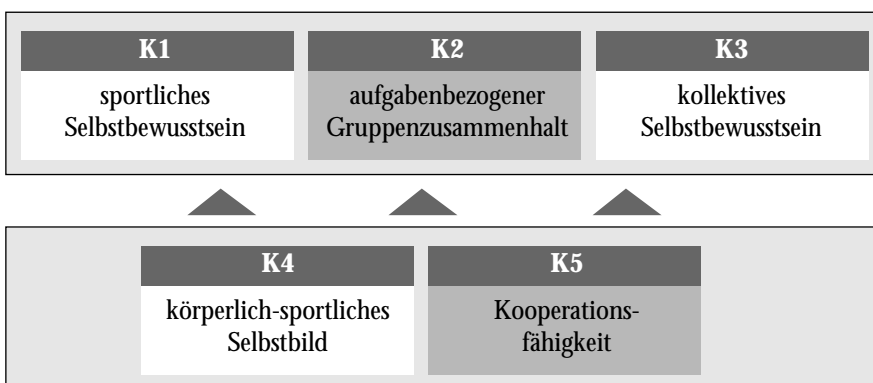 K1
sportliches
Selbstbewusstsein
K2
aufgabenbezogener
Gruppenzusammenhalt
K3
kollektives
Selbstbewusstsein
K4
körperlich-sportliches
Selbstbild
K5
Kooperations-
fähigkeit